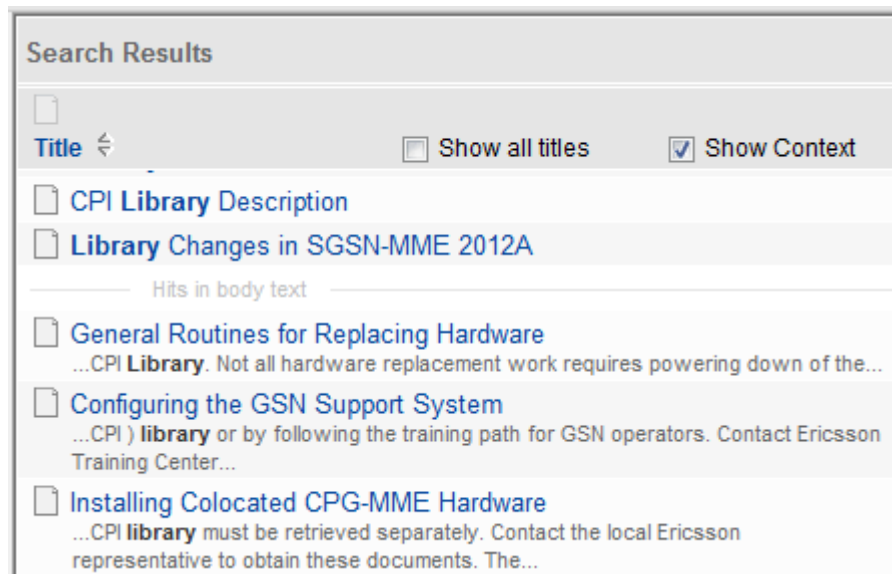 Search Results
Title Show all titles Show Context
CPI Library Description
Library Changes in SGSN-MME 2012A
Hits in body text
General Routines for Replacing Hardware
...CPI Library. Not all hardware replacement work requires powering down of the...
Configuring the GSN Support System
...CPI ) library or by following the training path for GSN operators. Contact Ericsson
Training Center...
Installing Colocated CPG-MME Hardware
...CPI library must be retrieved separately. Contact the local Ericsson
representative to obtain these documents. The...